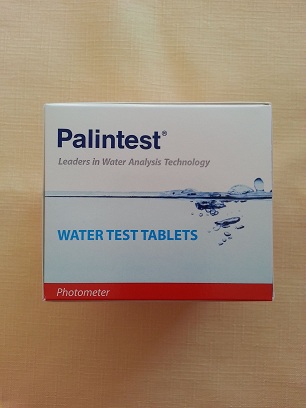 Palintest®
Leaders in Water Analysis Technology
WATER TEST TABLETS
Photometer